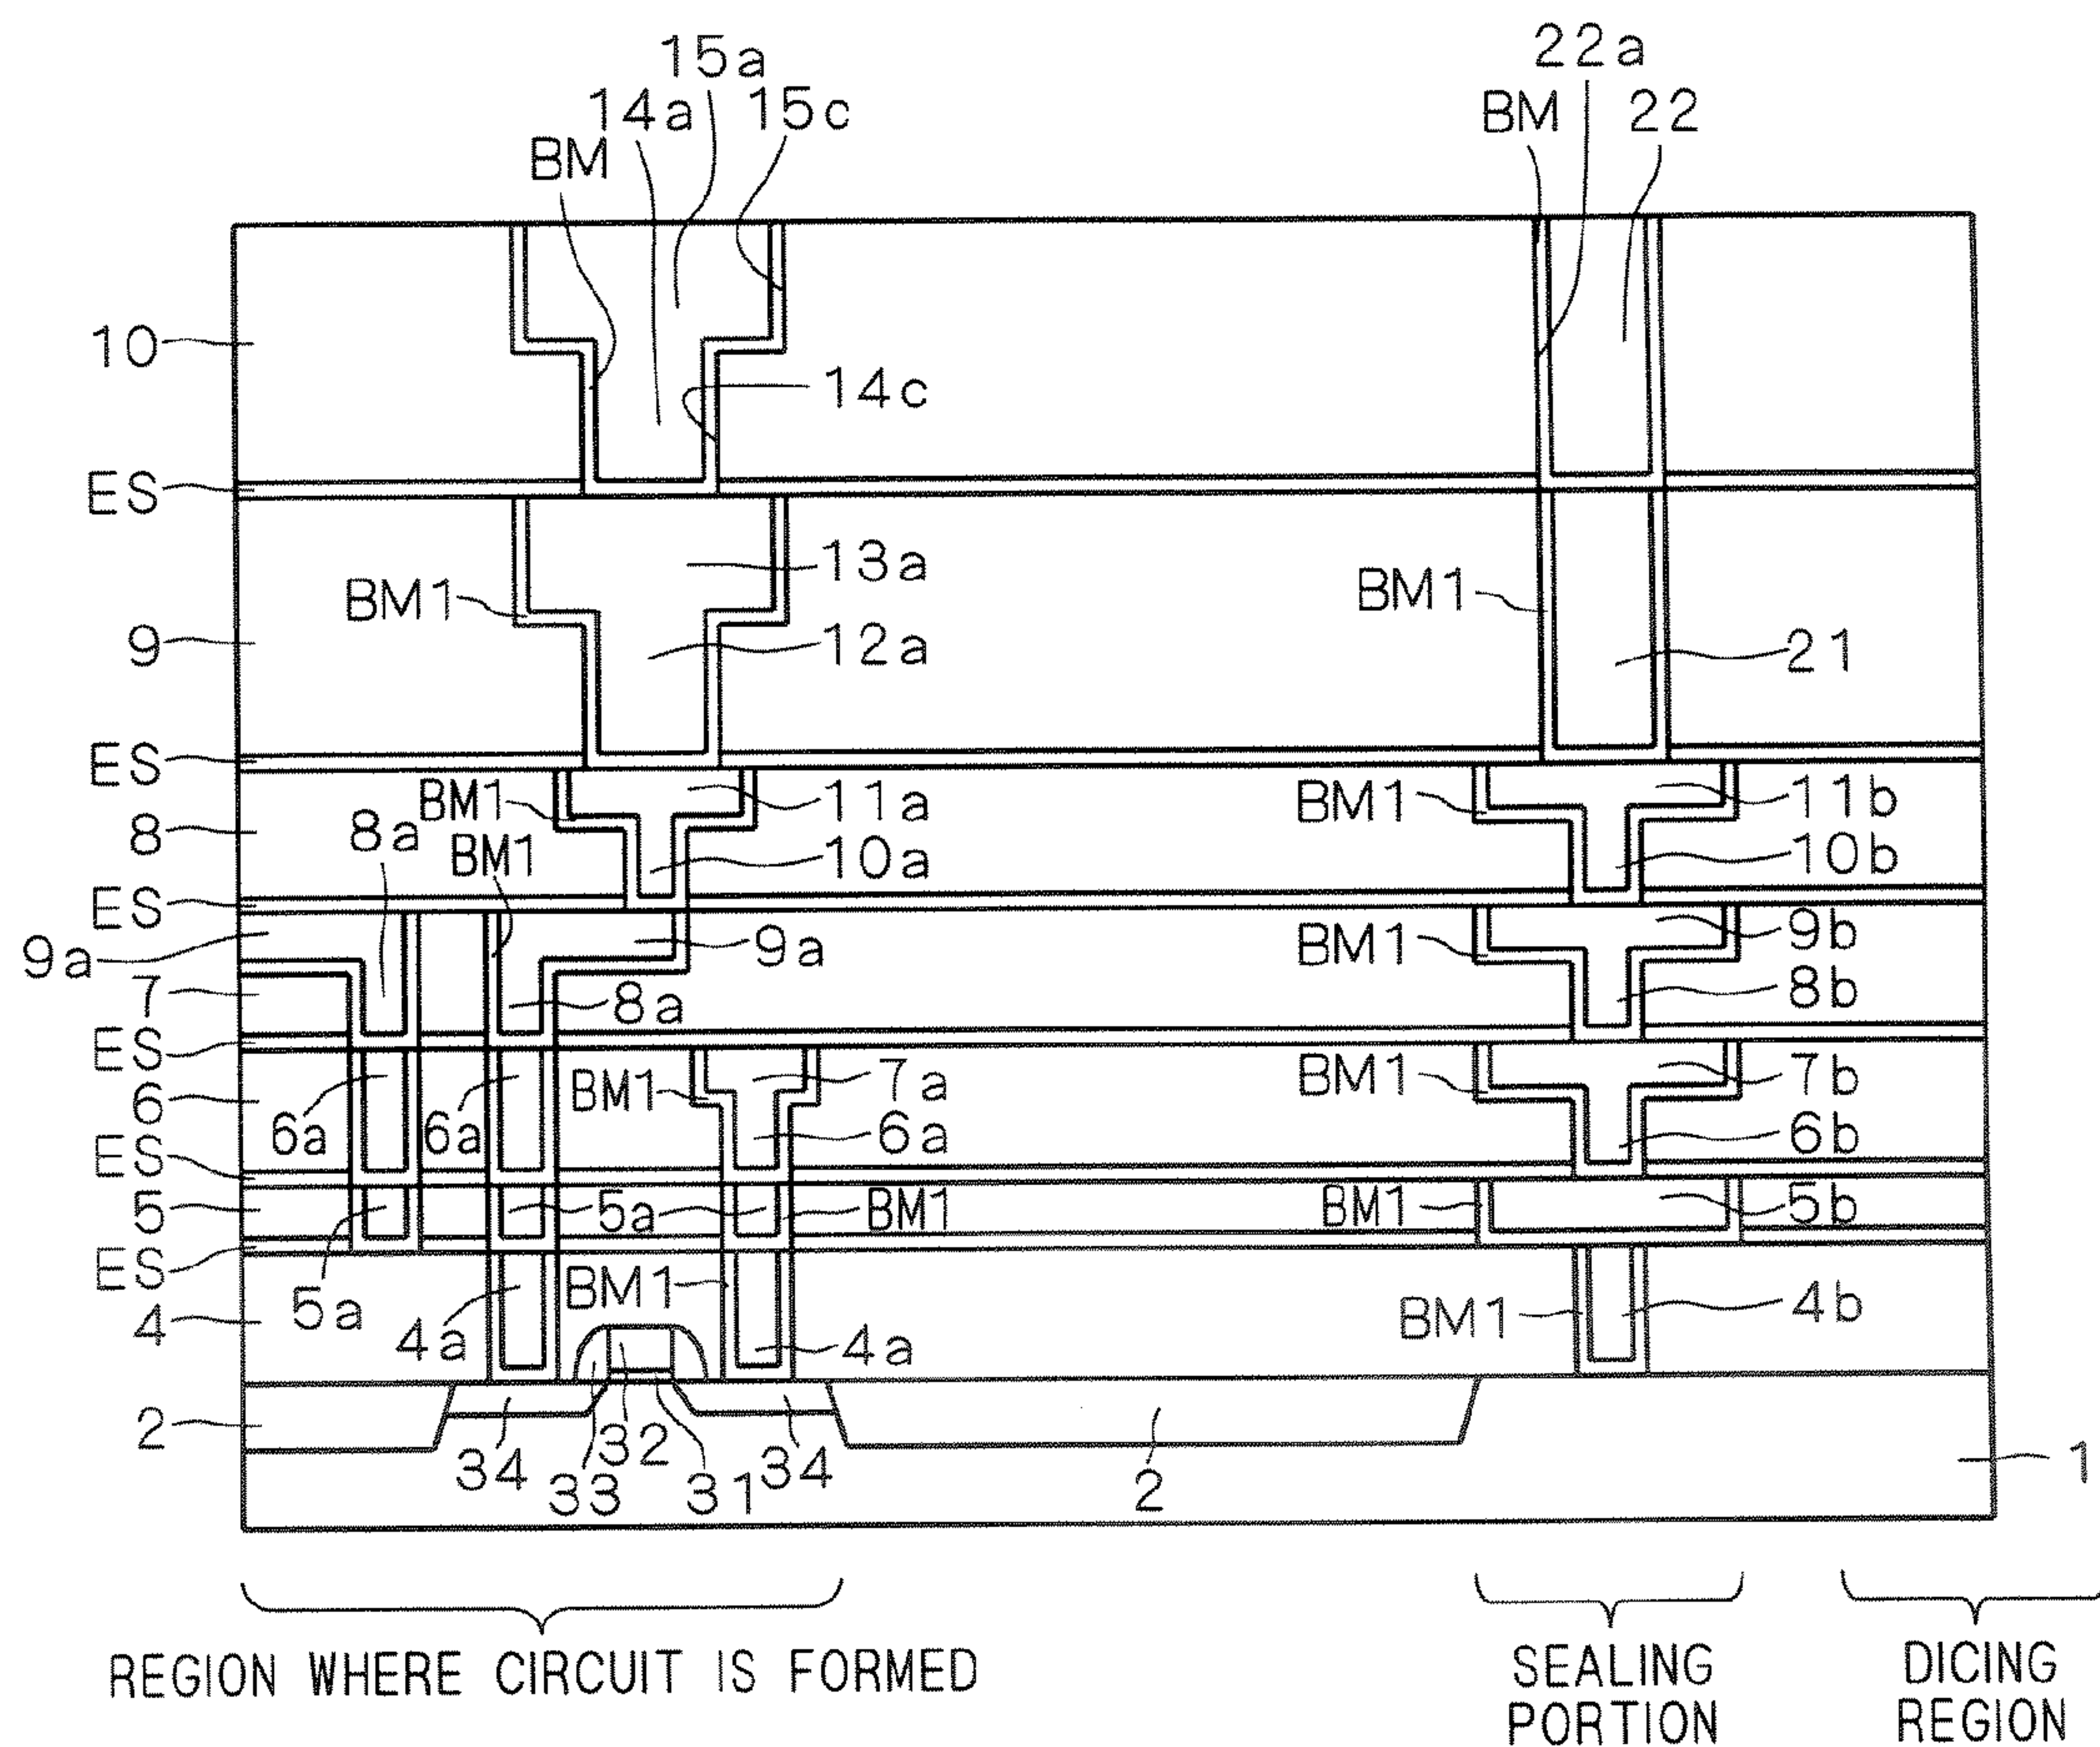 15a
22a
14a 15c
BM 22
BM
10
14c
ES
13a
BM1
BM1
9
12a
21
ES
BM1
11a
BM1
11b
8
8a
BM1
10a
10b
ES
9a
9a
BM1
9b
7
8a
8b
ES
BM1
7a
BM1
7b
6
6a
6a
6a
6b
ES
5
5a
BM1
BM1
5b
ES
5a
BM1
4
4a
4a
BM1
4b
2
34
33
32
31
34
2
1
REGION WHERE CIRCUIT IS FORMED
SEALING
PORTION
DICING
REGION